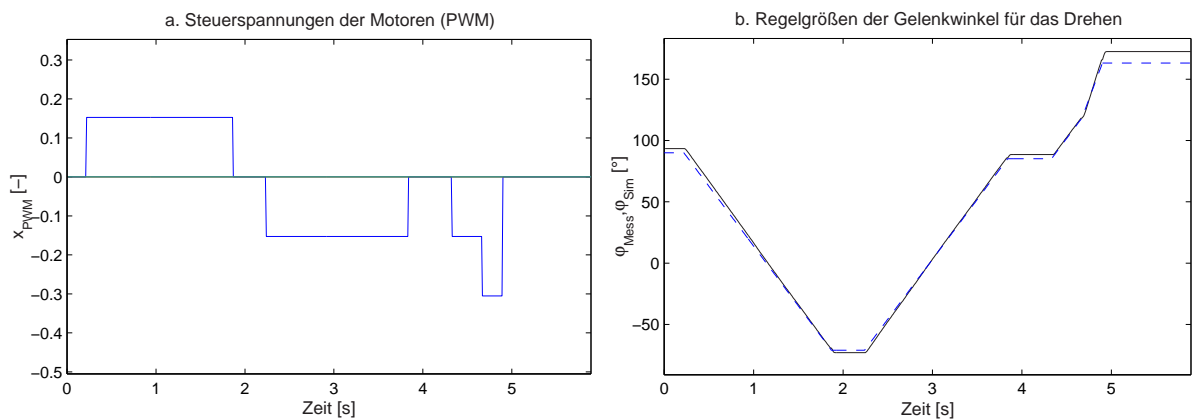 a. Steuerspannungen der Motoren (PWM)
0.3
0.2
0.1
0
−0.1
−0.2
−0.3
−0.4
−0.5
x_PWM [−]
0 1 2 3 4 5
Zeit [s]
b. Regelgrößen der Gelenkwinkel für das Drehen
150
100
50
0
−50
φ_Mess,φ_Sim [°]
0 1 2 3 4 5
Zeit [s]